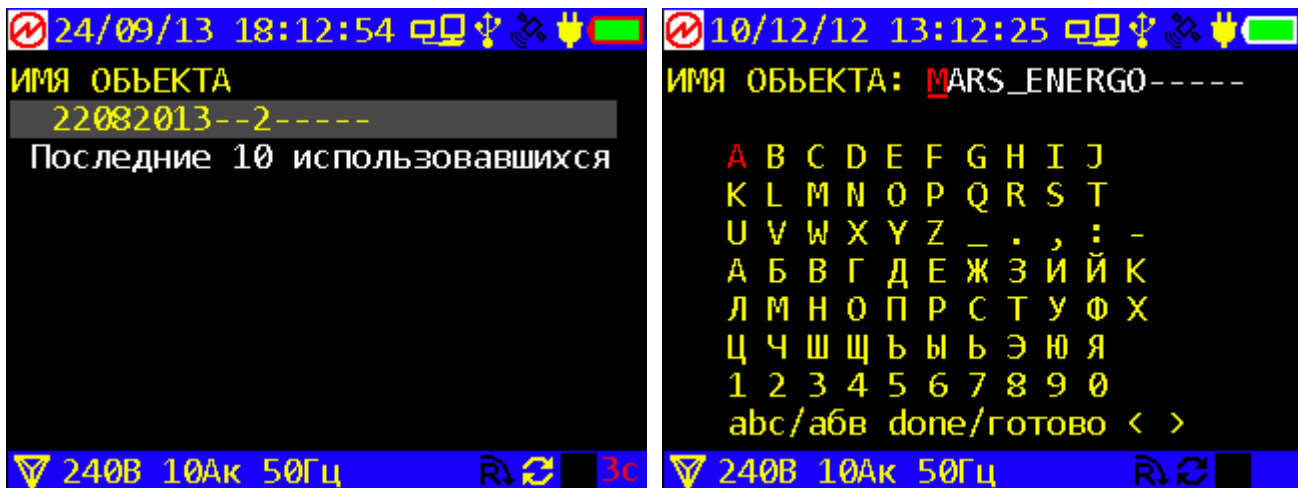 24/09/13 18:12:54
ИМЯ ОБЬЕКТА
22082013--2-----
Последние 10 использовавшихся
240В 10Ак 50Гц R 3с
10/12/12 13:12:25
ИМЯ ОБЬЕКТА: MARS_ENERGO-----
A B C D E F G H I J
K L M N O P Q R S T
U V W X Y Z _ . , : -
А Б В Г Д Е Ж З И Й К
Л М Н О П Р С Т У Ф Х
Ц Ч Ш Щ Ъ Ы Ь Э Ю Я
1 2 3 4 5 6 7 8 9 0
abc/абв done/готово < >
240В 10Ак 50Гц R